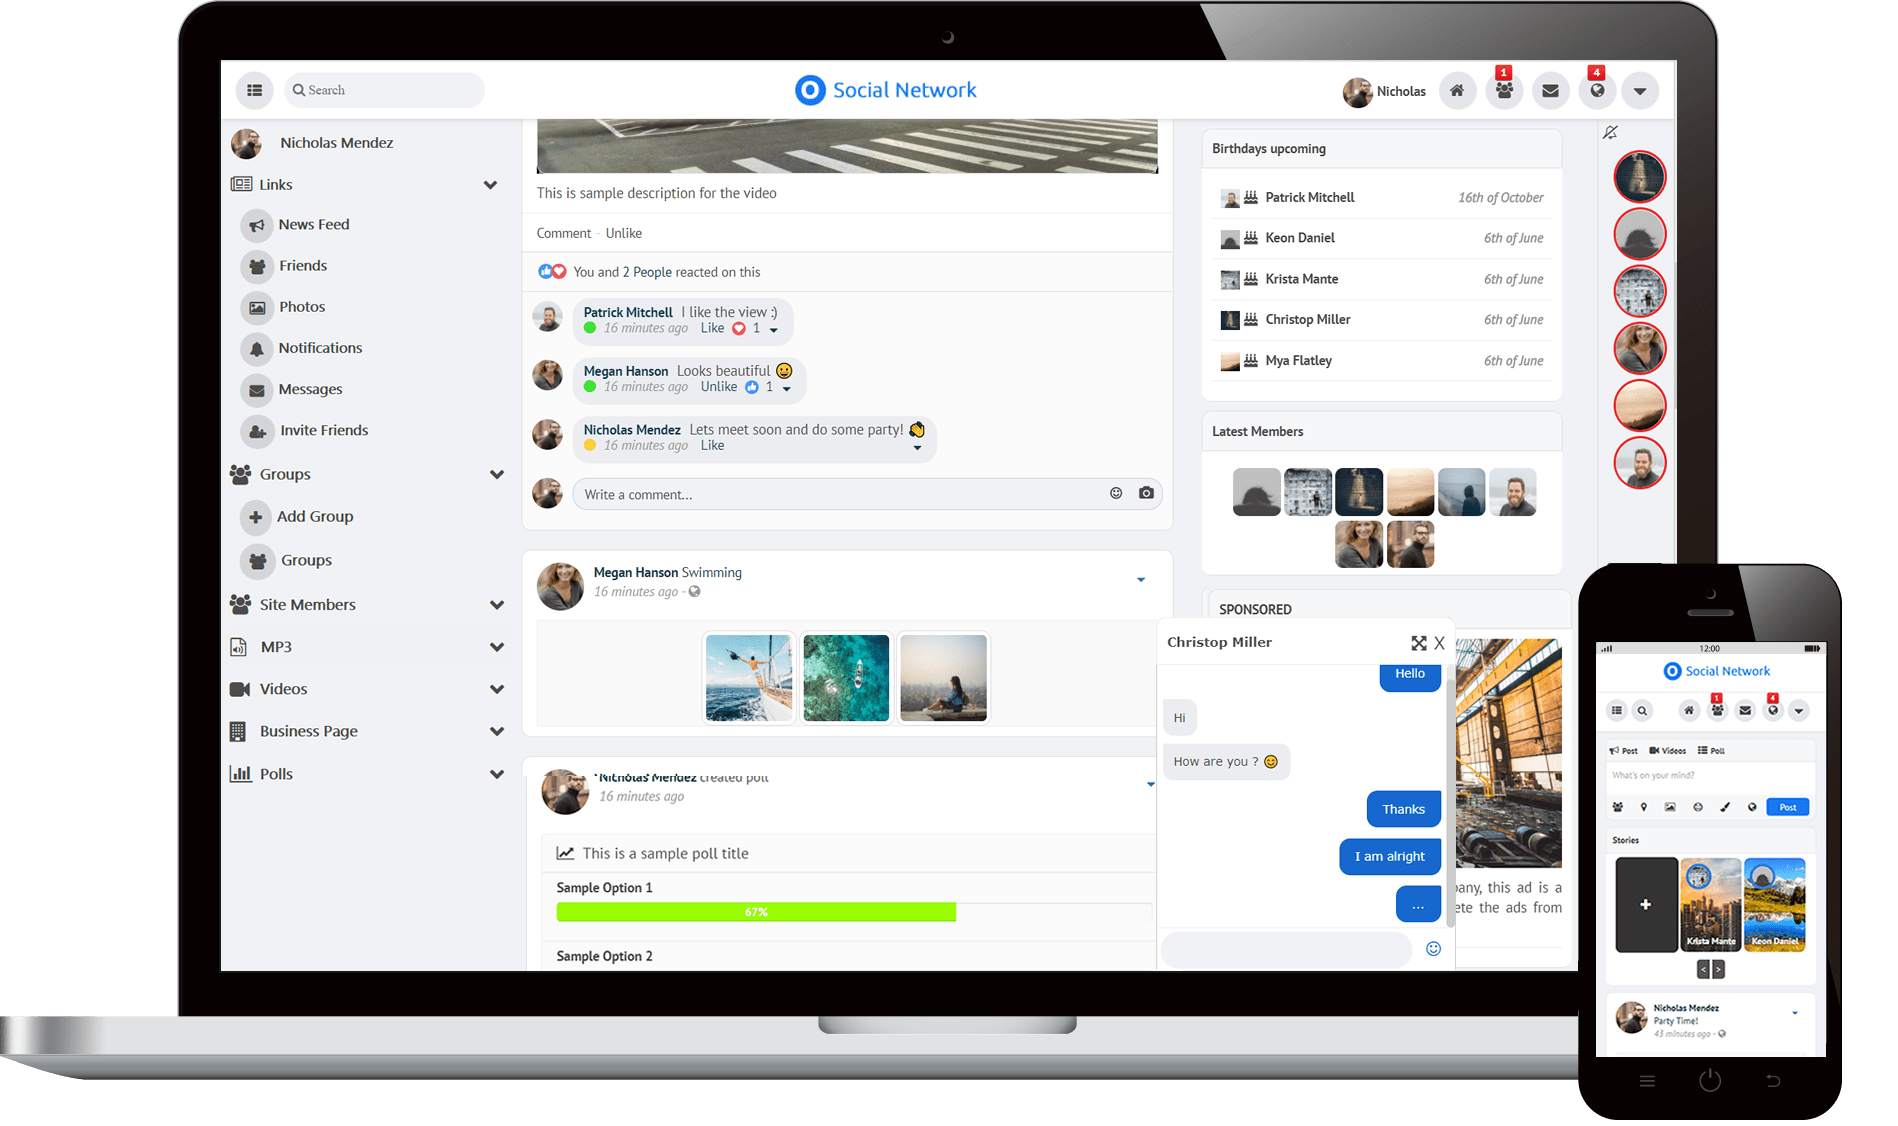 Search
Social Network
Nicholas
1
4
Nicholas Mendez
Links
News Feed
Friends
Photos
Notifications
Messages
Invite Friends
Groups
Add Group
Groups
Site Members
MP3
Videos
Business Page
Polls
This is sample description for the video
Comment - Unlike
You and 2 People reacted on this
Patrick Mitchell I like the view :)
16 minutes ago Like 1
Megan Hanson Looks beautiful 😀
16 minutes ago Unlike 1
Nicholas Mendez Lets meet soon and do some party! 👏
16 minutes ago Like
Write a comment...
Megan Hanson Swimming
16 minutes ago -
Nicholas Mendez created poll
16 minutes ago
This is a sample poll title
Sample Option 1
67%
Sample Option 2
Birthdays upcoming
Patrick Mitchell 16th of October
Keon Daniel 6th of June
Krista Mante 6th of June
Christop Miller 6th of June
Mya Flatley 6th of June
Latest Members
SPONSORED
pany, this ad is a
ete the ads from
Christop Miller X
Hello
Hi
How are you ? 😊
Thanks
I am alright
...
12:00
Social Network
1
4
Post Videos Poll
What's on your mind?
Post
Stories
+
Krista Mante
Keon Daniel
< >
Nicholas Mendez
Party Time!
43 minutes ago -